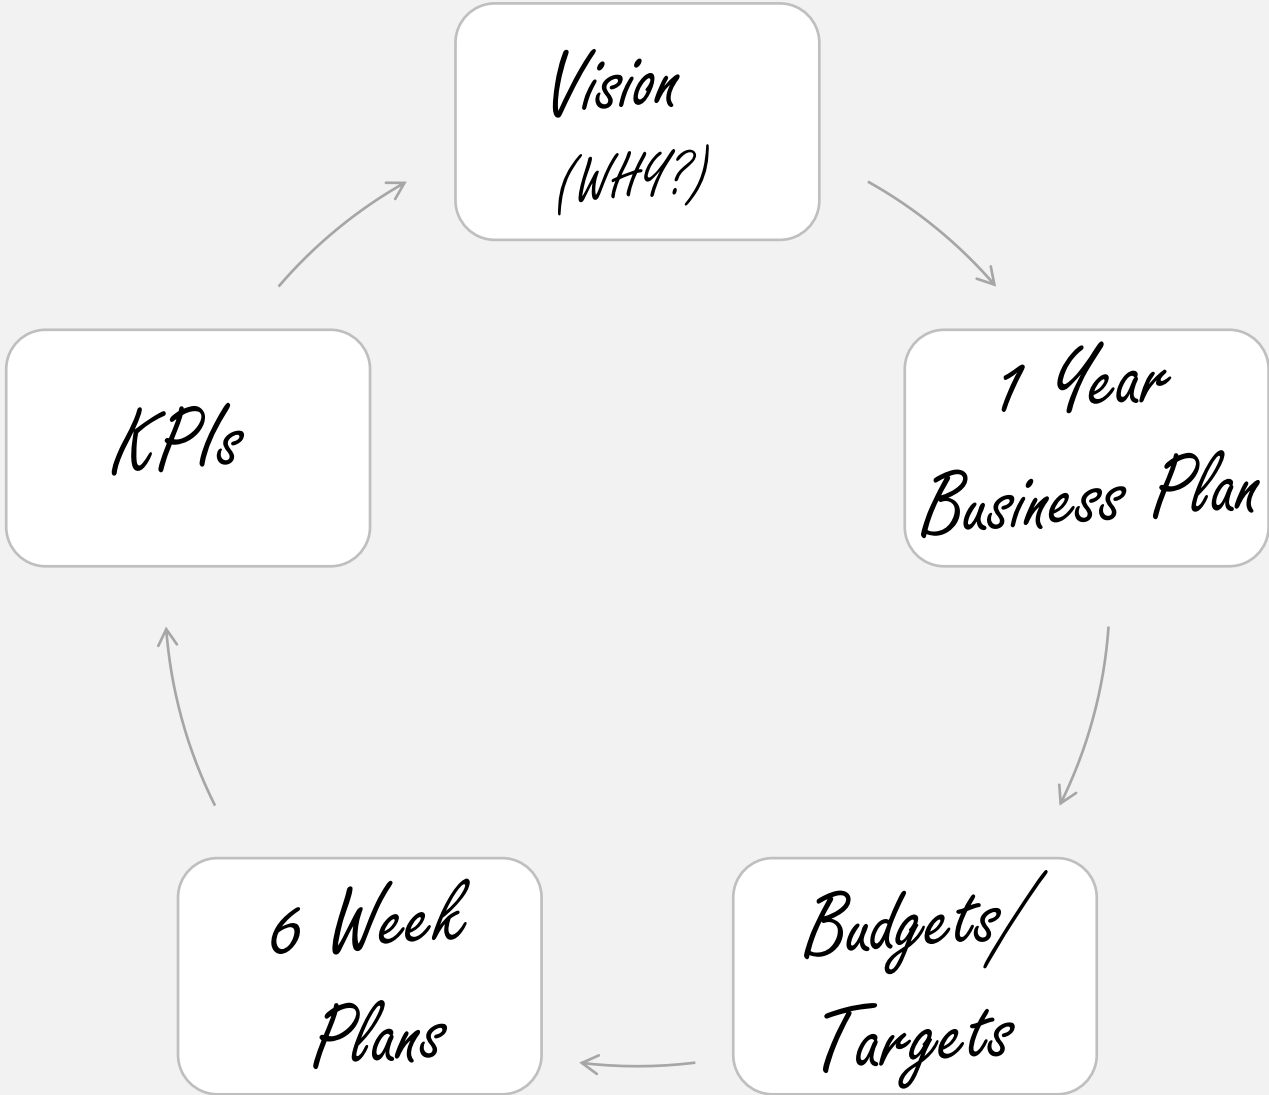 Vision
(WHY?)
1 Year
Business Plan
Budgets/
Targets
6 Week
Plans
KPIs